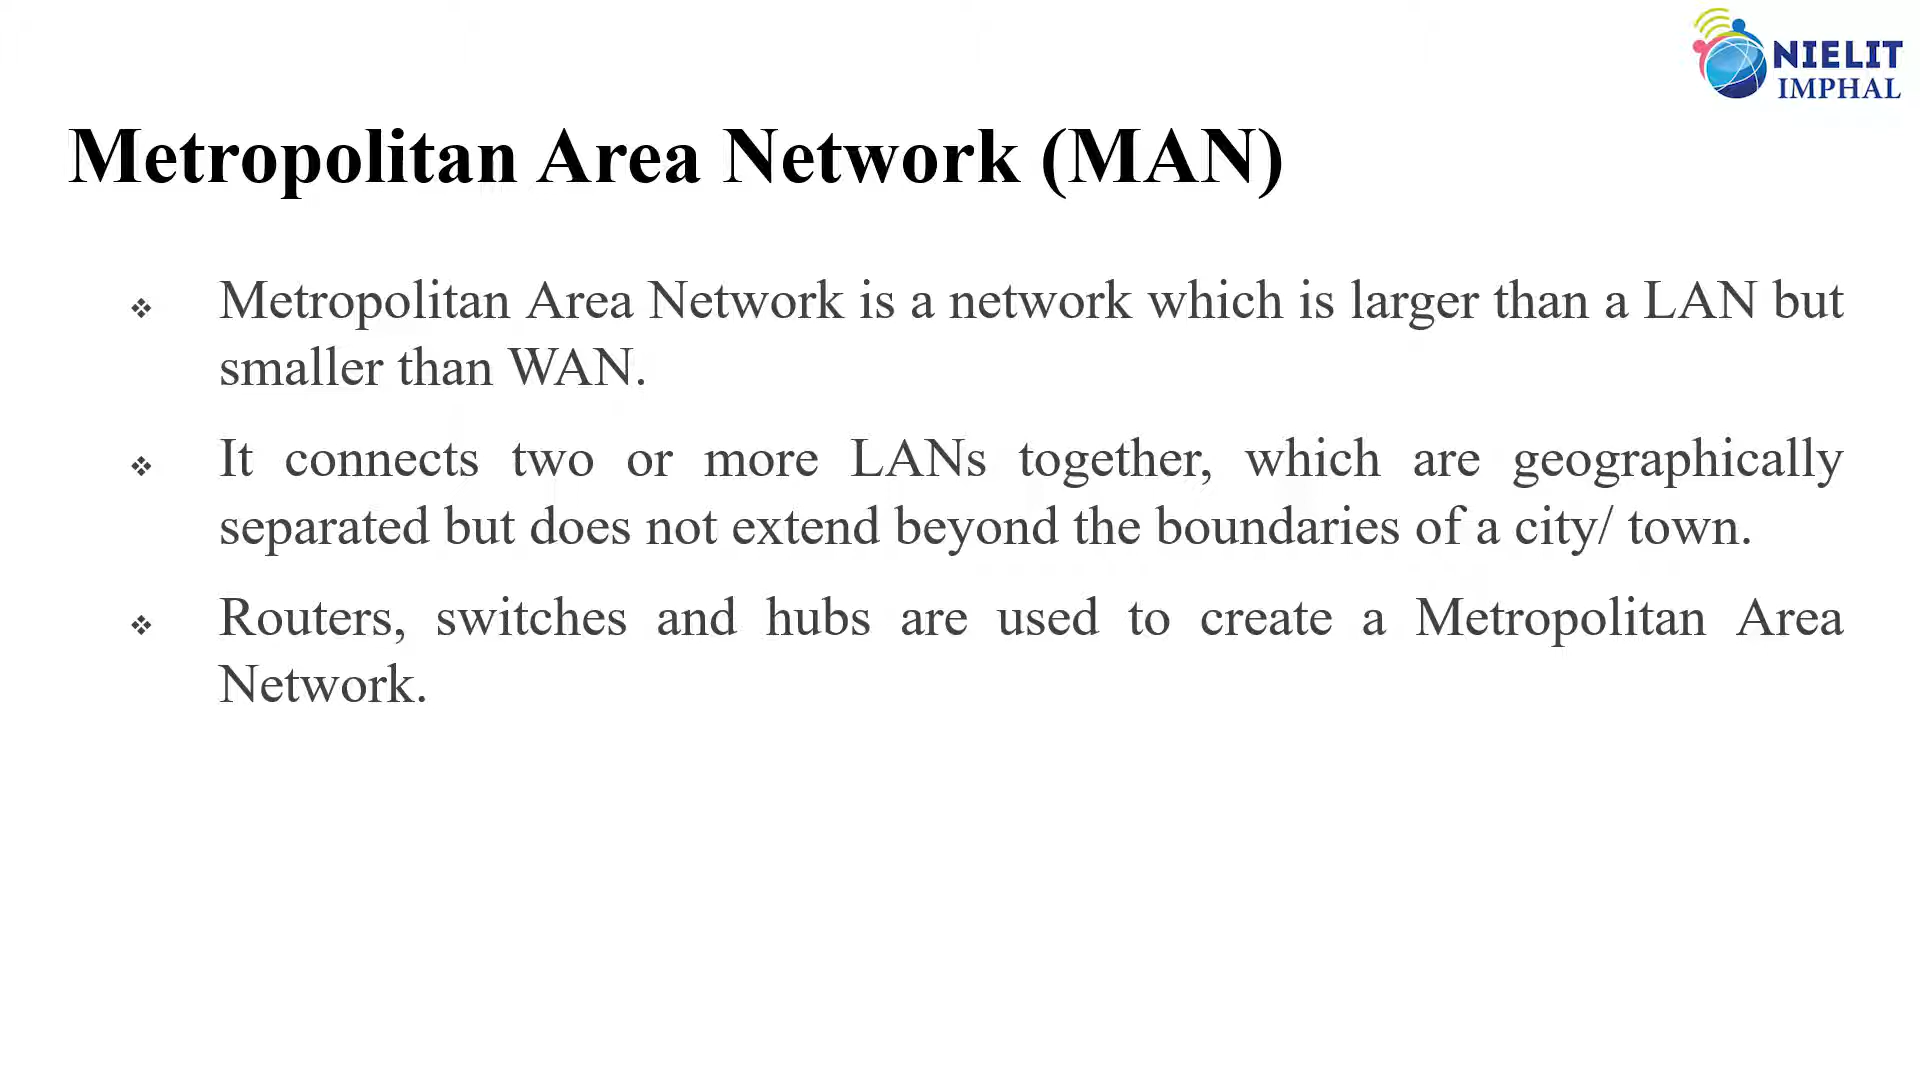 NIELIT
IMPHAL
Metropolitan Area Network (MAN)
❖ Metropolitan Area Network is a network which is larger than a LAN but
smaller than WAN.
❖ It connects two or more LANs together, which are geographically
separated but does not extend beyond the boundaries of a city/ town.
❖ Routers, switches and hubs are used to create a Metropolitan Area
Network.